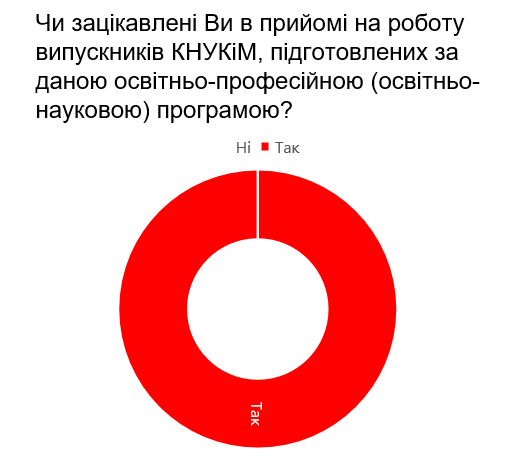 Чи зацікавлені Ви в прийомі на роботу
випускників КНУКіМ, підготовлених за
даною освітньо-професійною (освітньо-
науковою) програмою?
Ні Так
Так